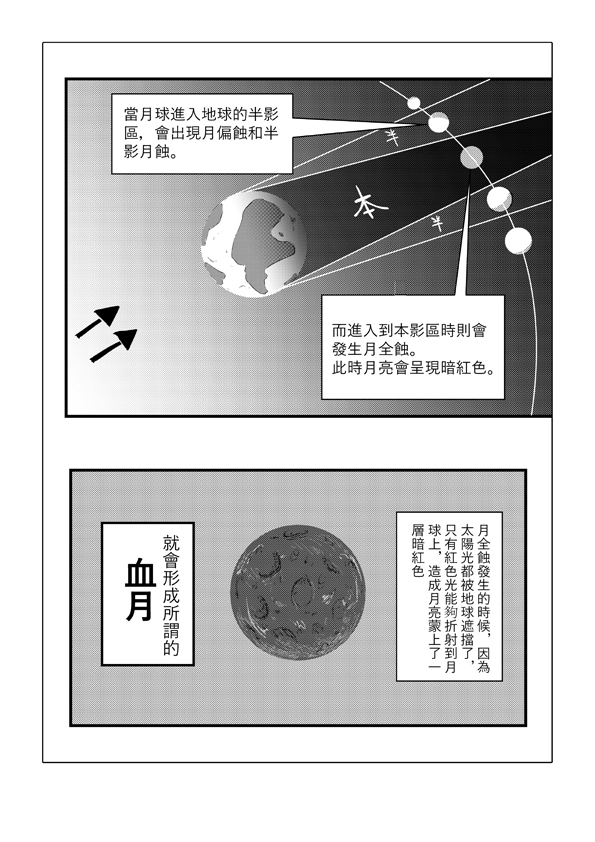 當月球進入地球的半影
區，會出現月偏蝕和半
影月蝕。
半
本
半
而進入到本影區時則會
發生月全蝕。
此時月亮會呈現暗紅色。
月全蝕發生的時候，因為
太陽光都被地球遮擋了，
只有紅色光能夠折射到月
球上，造成月亮蒙上了一
層暗紅色
就會形成所謂的
血月